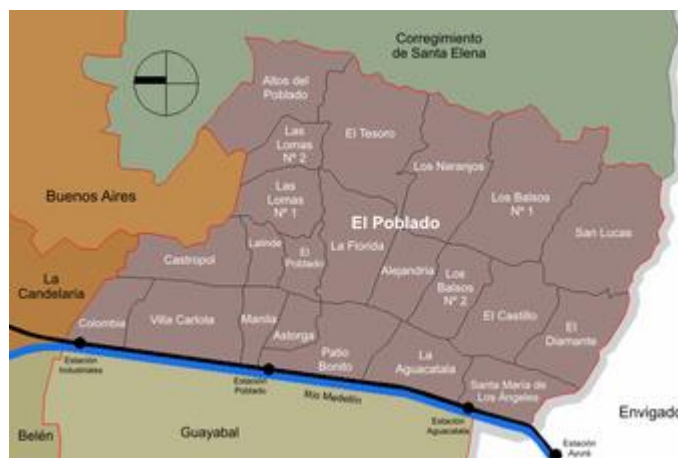 Corregimiento
de Santa Elena
Altos del
Poblado
El Tesoro
Las
Lomas
Nº 2
Los Naranjos
Buenos Aires
Las
Lomas
Nº 1
Los Balsos
Nº 1
El Poblado
San Lucas
La Florida
Lalinde
El
Poblado
Castropol
Alejandria
Los
Balsos
Nº 2
La
Candelaria
El Castillo
Colombia
Villa Carlota
Manila
Astorga
El
Diamante
Patio
Bonito
La
Aguacatala
Santa María de
Los Ángeles
Estación
Industriales
Estación
Poblado
Río Medellín
Estación
Aguacatala
Envigado
Belén
Guayabal
Estación
Ayurá